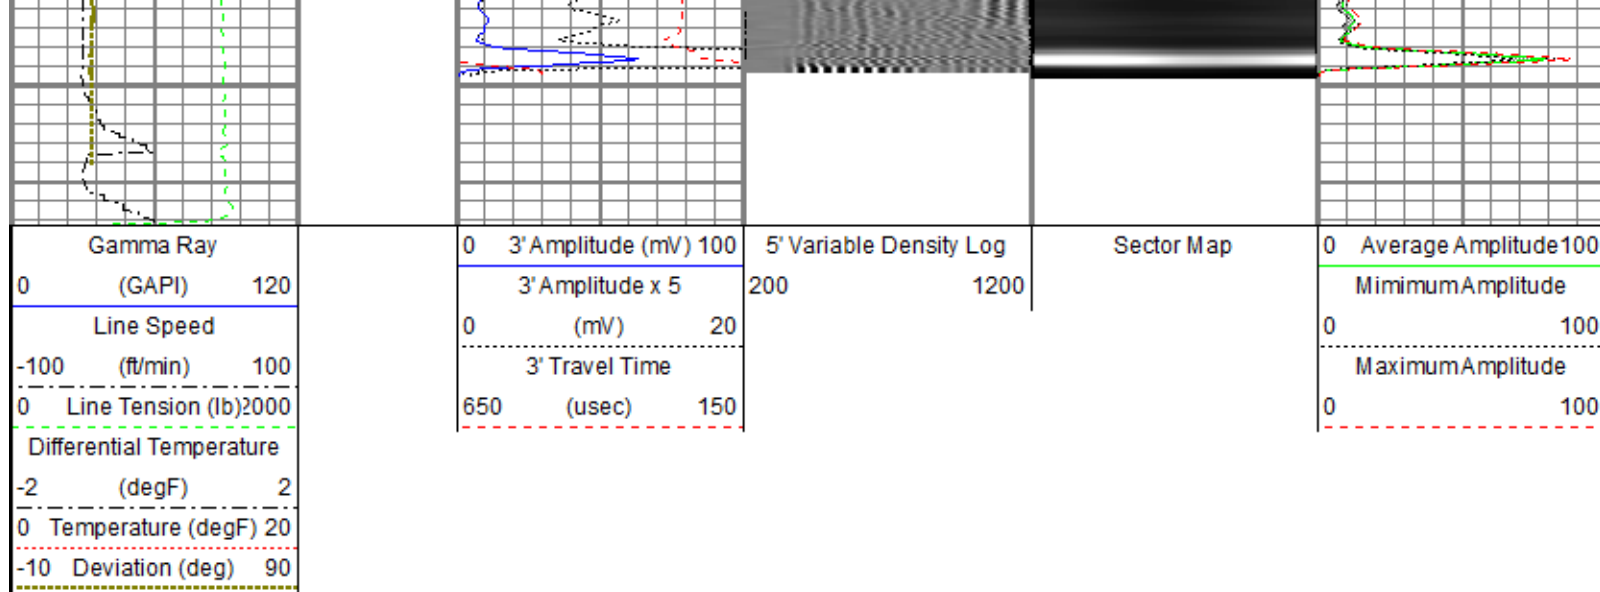 Gamma Ray
0 (GAPI) 120
Line Speed
-100 (ft/min) 100
0 Line Tension (lb) 2000
Differential Temperature
-2 (degF) 2
0 Temperature (degF) 20
-10 Deviation (deg) 90
0 3' Amplitude (mV) 100
3' Amplitude x 5
0 (mV) 20
3' Travel Time
650 (usec) 150
5' Variable Density Log
200 1200
Sector Map
0 Average Amplitude 100
Mimimum Amplitude
0 100
Maximum Amplitude
0 100